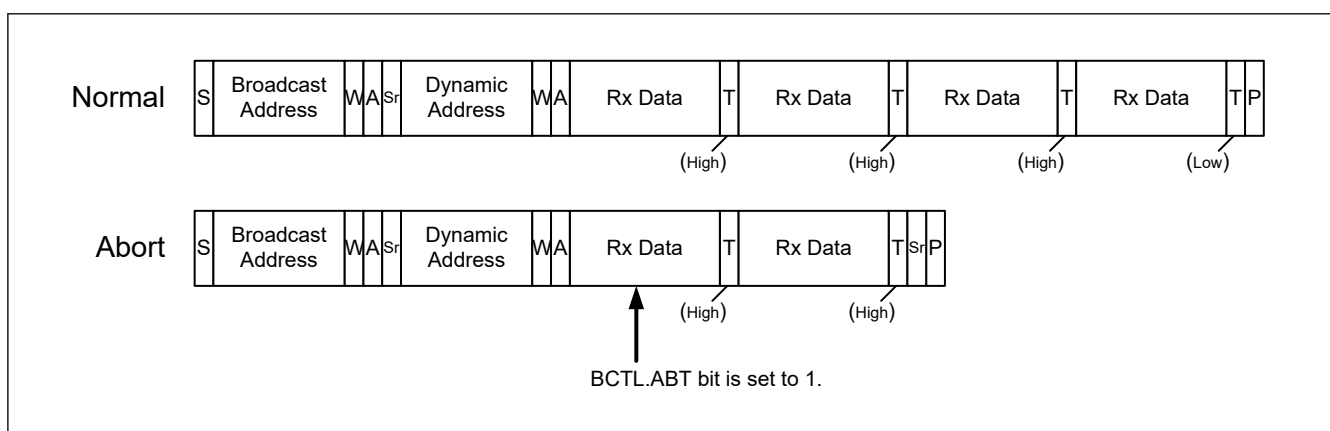 Normal S Broadcast Address W A Sr Dynamic Address W A Rx Data T Rx Data T Rx Data T Rx Data T P
(High) (High) (High) (Low)
Abort S Broadcast Address W A Sr Dynamic Address W A Rx Data T Rx Data T Sr P
(High) (High)
BCTL.ABT bit is set to 1.